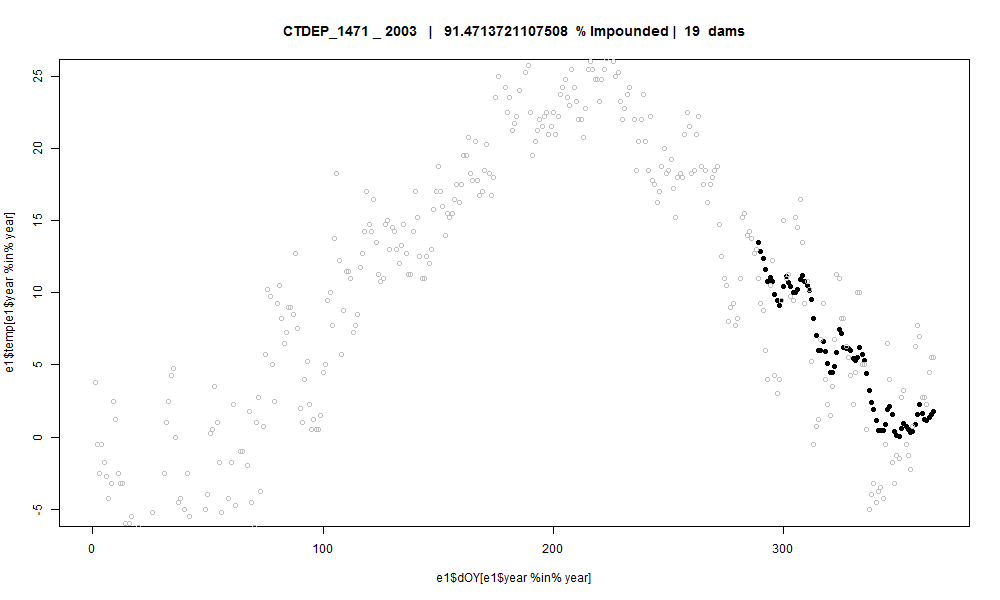 CTDEP_1471 _ 2003 | 91.4713721107508 % Impounded | 19 dams
e1$temp[e1$year %in% year]
25
20
15
10
5
0
-5
0 100 200 300
e1$dOY[e1$year %in% year]